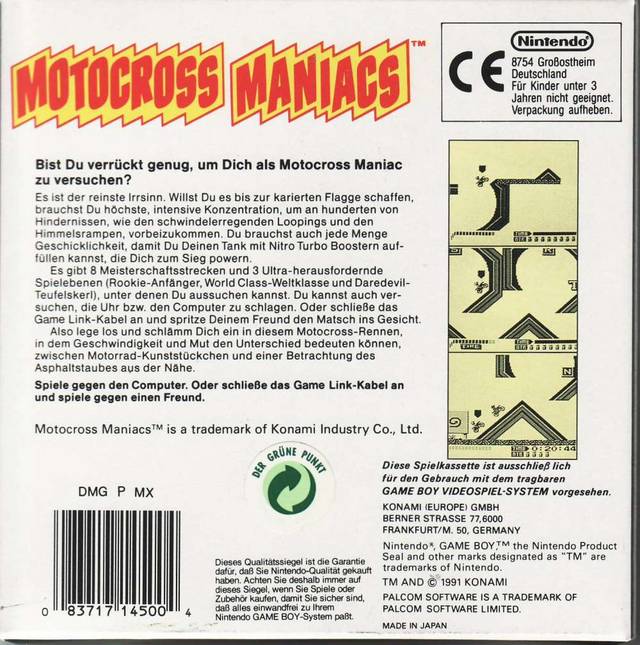 MOTOCROSS MANIACS™
Nintendo®
8754 Großostheim
Deutschland
Für Kinder unter 3
Jahren nicht geeignet.
Verpackung aufheben.
CE
Bist Du verrückt genug, um Dich als Motocross Maniac
zu versuchen?
Es ist der reinste Irrsinn. Willst Du es bis zur karierten Flagge schaffen,
brauchst Du höchste, intensive Konzentration, um an hunderten von
Hindernissen, wie den schwindelerregenden Loopings und den
Himmelsrampen, vorbeizukommen. Du brauchst auch jede Menge
Geschicklichkeit, damit Du Deinen Tank mit Nitro Turbo Boostern auf-
füllen kannst, die Dich zum Sieg powern.
Es gibt 8 Meisterschaftsstrecken und 3 Ultra-herausfordernde
Spielebenen (Rookie-Anfänger, World Class-Weltklasse und Daredevil-
Teufelskerl), unter denen Du aussuchen kannst. Du kannst auch ver-
suchen, die Uhr bzw. den Computer zu schlagen. Oder schließe das
Game Link-Kabel an und spritze Deinem Freund den Matsch ins Gesicht.
Also lege los und schlämm Dich ein in diesem Motocross-Rennen,
in dem Geschwindigkeit und Mut den Unterschied bedeuten können,
zwischen Motorrad-Kunststückchen und einer Betrachtung des
Asphaltstaubes aus der Nähe.
Spiele gegen den Computer. Oder schließe das Game Link-Kabel an
und spiele gegen einen Freund.
Motocross Maniacs™ is a trademark of Konami Industry Co., Ltd.
TIME
TIME
TIME 0:20:44
N
DER GRÜNE PUNKT
DMG P MX
0 83717 14500 4
Dieses Qualitätssiegel ist die Garantie
dafür, daß Sie Nintendo-Qualität gekauft
haben. Achten Sie deshalb immer auf
dieses Siegel, wenn Sie Spiele oder
Zubehör kaufen, damit Sie sicher sind,
daß alles einwandfrei zu Ihrem
Nintendo GAME BOY-System paßt.
Diese Spielkassette ist ausschließ lich
für den Gebrauch mit dem tragbaren
GAME BOY VIDEOSPIEL-SYSTEM vorgesehen.
KONAMI (EUROPE) GMBH
BERNER STRASSE 77,6000
FRANKFURT/M. 50, GERMANY
Nintendo®, GAME BOY,™ the Nintendo Product
Seal and other marks designated as "TM" are
trademarks of Nintendo.
TM AND © 1991 KONAMI
PALCOM SOFTWARE IS A TRADEMARK OF
PALCOM SOFTWARE LIMITED.
MADE IN JAPAN